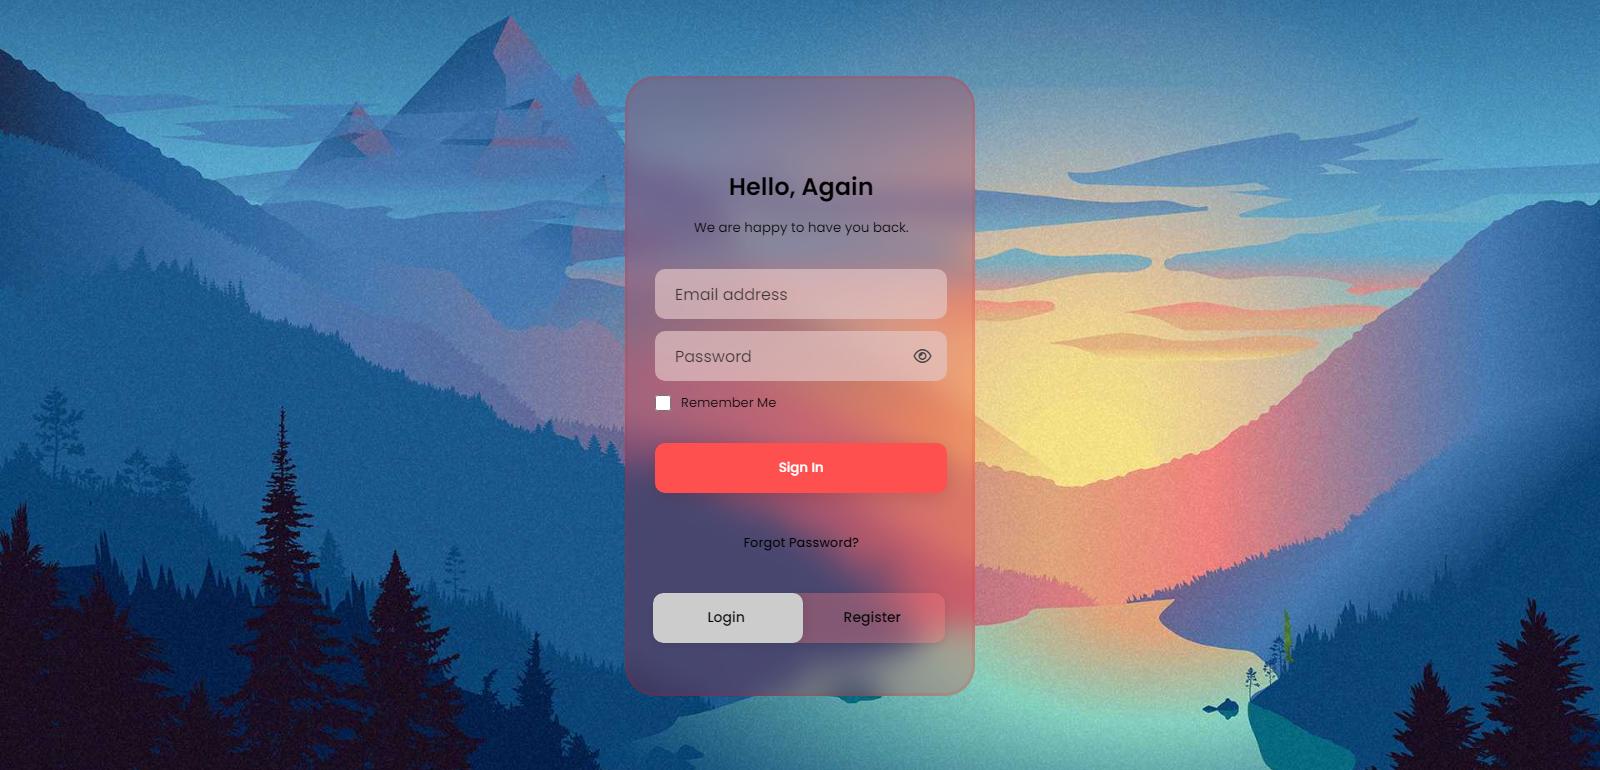 Hello, Again
We are happy to have you back.
Email address
Password
Remember Me
Sign In
Forgot Password?
Login
Register